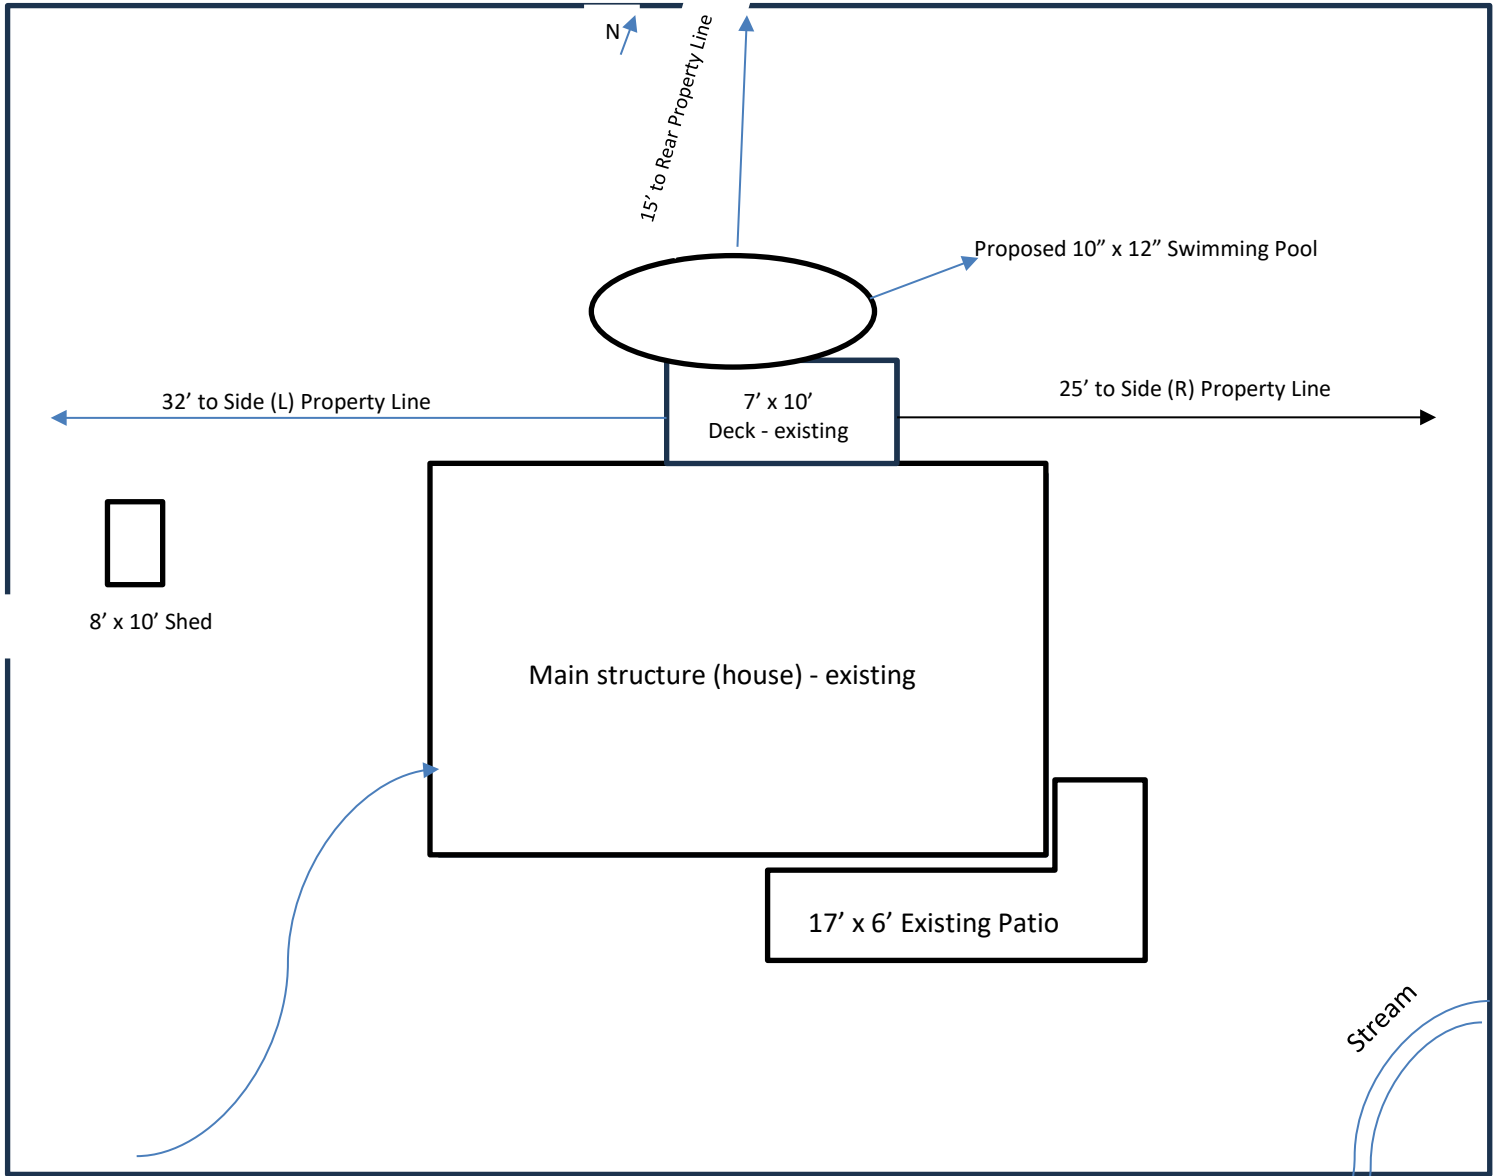 N
15’ to Rear Property Line
Proposed 10” x 12” Swimming Pool
32’ to Side (L) Property Line
7’ x 10’
Deck - existing
25’ to Side (R) Property Line
8’ x 10’ Shed
Main structure (house) - existing
17’ x 6’ Existing Patio
Stream